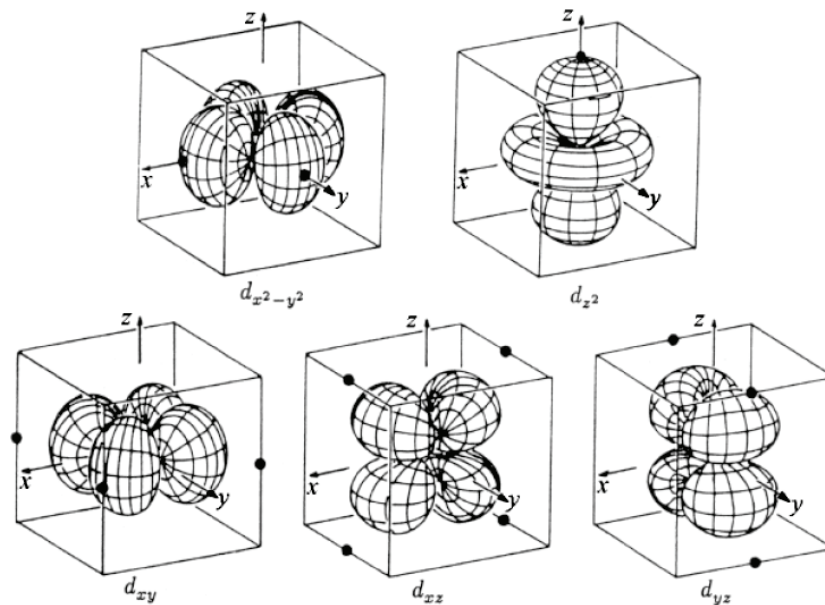 z z
x y x y
d_{x^2-y^2} d_{z^2}
z z z
x y x y x y
d_{xy} d_{xz} d_{yz}